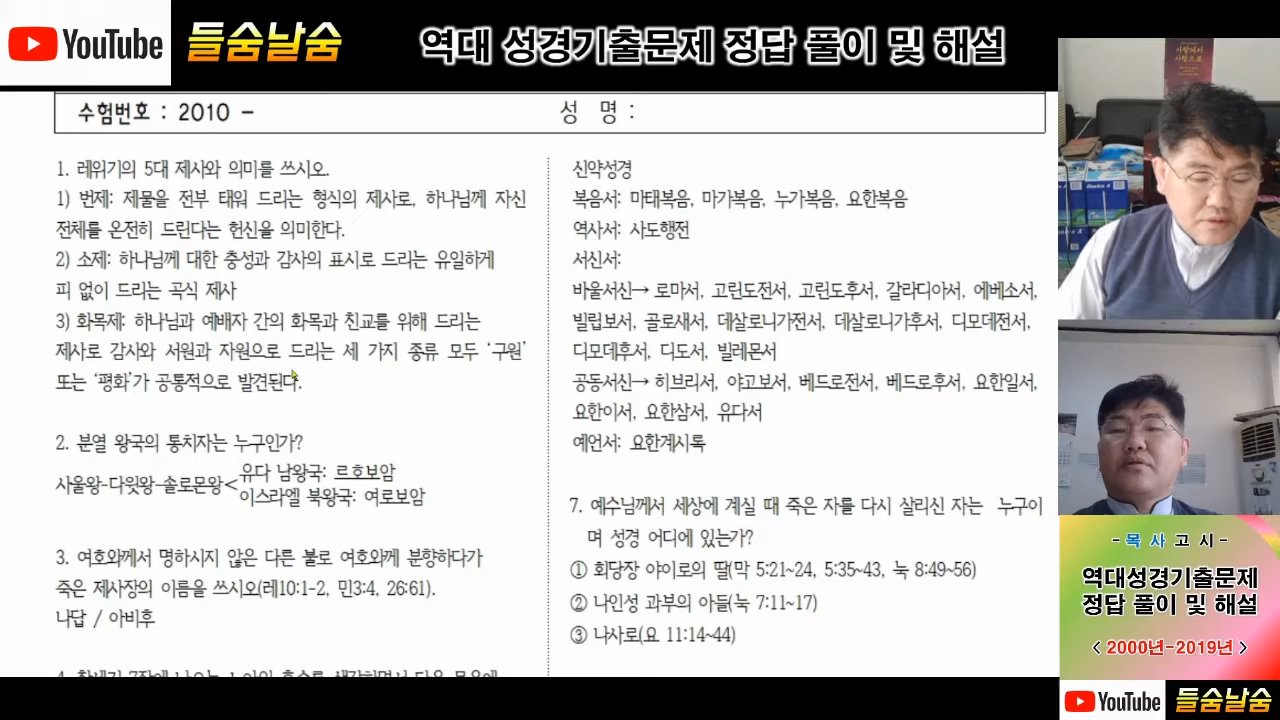 YouTube 들숨날숨
역대 성경기출문제 정답 풀이 및 해설
수험번호 : 2010 -
성 명 :
1. 레위기의 5대 제사와 의미를 쓰시오.
1) 번제: 제물을 전부 태워 드리는 형식의 제사로, 하나님께 자신
전체를 온전히 드린다는 헌신을 의미한다.
2) 소제: 하나님께 대한 충성과 감사의 표시로 드리는 유일하게
피 없이 드리는 곡식 제사
3) 화목제: 하나님과 예배자 간의 화목과 친교를 위해 드리는
제사로 감사와 서원과 자원으로 드리는 세 가지 종류 모두 ‘구원’
또는 ‘평화’가 공통적으로 발견된다.
2. 분열 왕국의 통치자는 누구인가?
사울왕-다윗왕-솔로몬왕<
유다 남왕국: 르호보암
이스라엘 북왕국: 여로보암
3. 여호와께서 명하시지 않은 다른 불로 여호와께 분향하다가
죽은 제사장의 이름을 쓰시오(레10:1-2, 민3:4, 26:61).
나답 / 아비후
신약성경
복음서: 마태복음, 마가복음, 누가복음, 요한복음
역사서: 사도행전
서신서:
바울서신→ 로마서, 고린도전서, 고린도후서, 갈라디아서, 에베소서,
빌립보서, 골로새서, 데살로니가전서, 데살로니가후서, 디모데전서,
디모데후서, 디도서, 빌레몬서
공동서신→ 히브리서, 야고보서, 베드로전서, 베드로후서, 요한일서,
요한이서, 요한삼서, 유다서
예언서: 요한계시록
7. 예수님께서 세상에 계실 때 죽은 자를 다시 살리신 자는 누구이
며 성경 어디에 있는가?
① 회당장 야이로의 딸(막 5:21~24, 5:35~43, 눅 8:49~56)
② 나인성 과부의 아들(눅 7:11~17)
③ 나사로(요 11:14~44)
사랑에서
사랑으로
Double A
- 목 사 고 시 -
역대성경기출문제
정답 풀이 및 해설
< 2000년-2019년 >
YouTube 들숨날숨